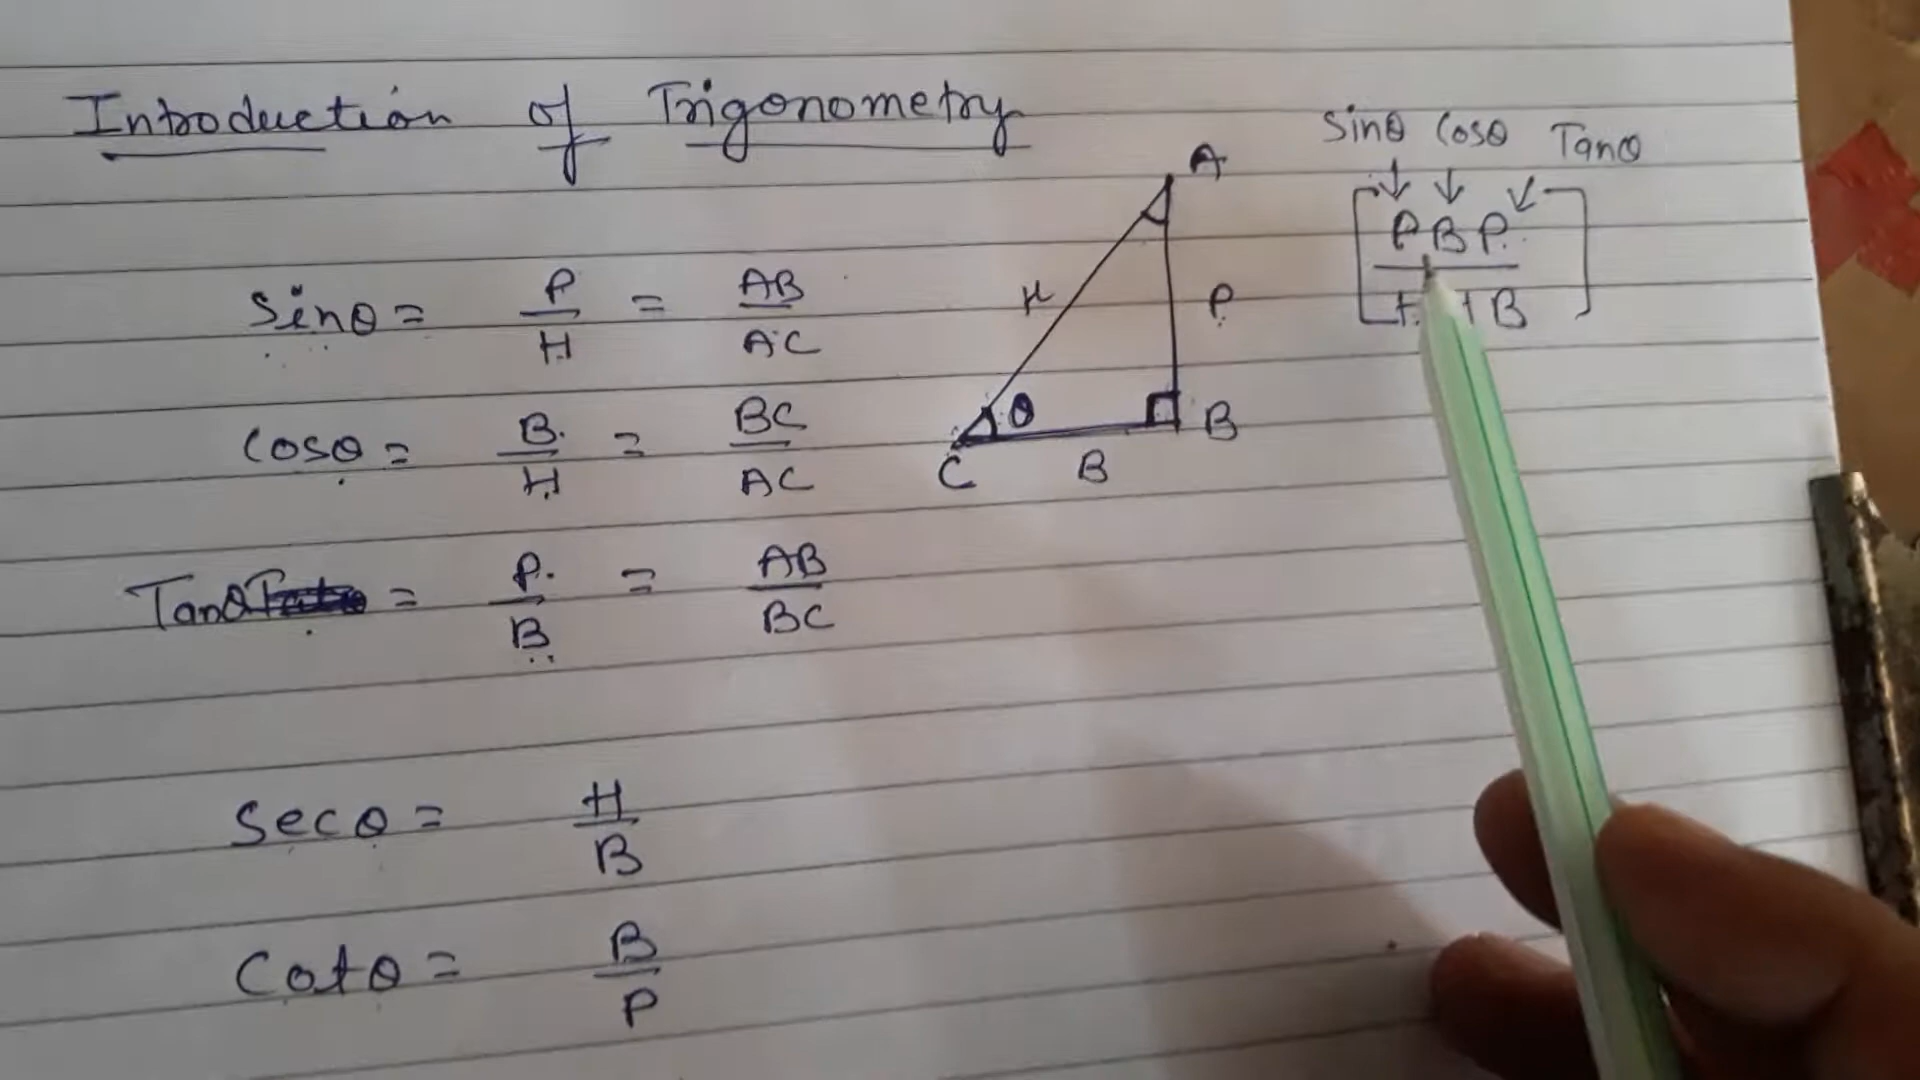 Introduction of Trigonometry
Sinθ Cosθ Tanθ
P B P
H H B
A
H
P
θ
C
B
B
Sinθ = P/H = AB/AC
Cosθ = B/H = BC/AC
Tanθ = P/B = AB/BC
Secθ = H/B
Cotθ = B/P